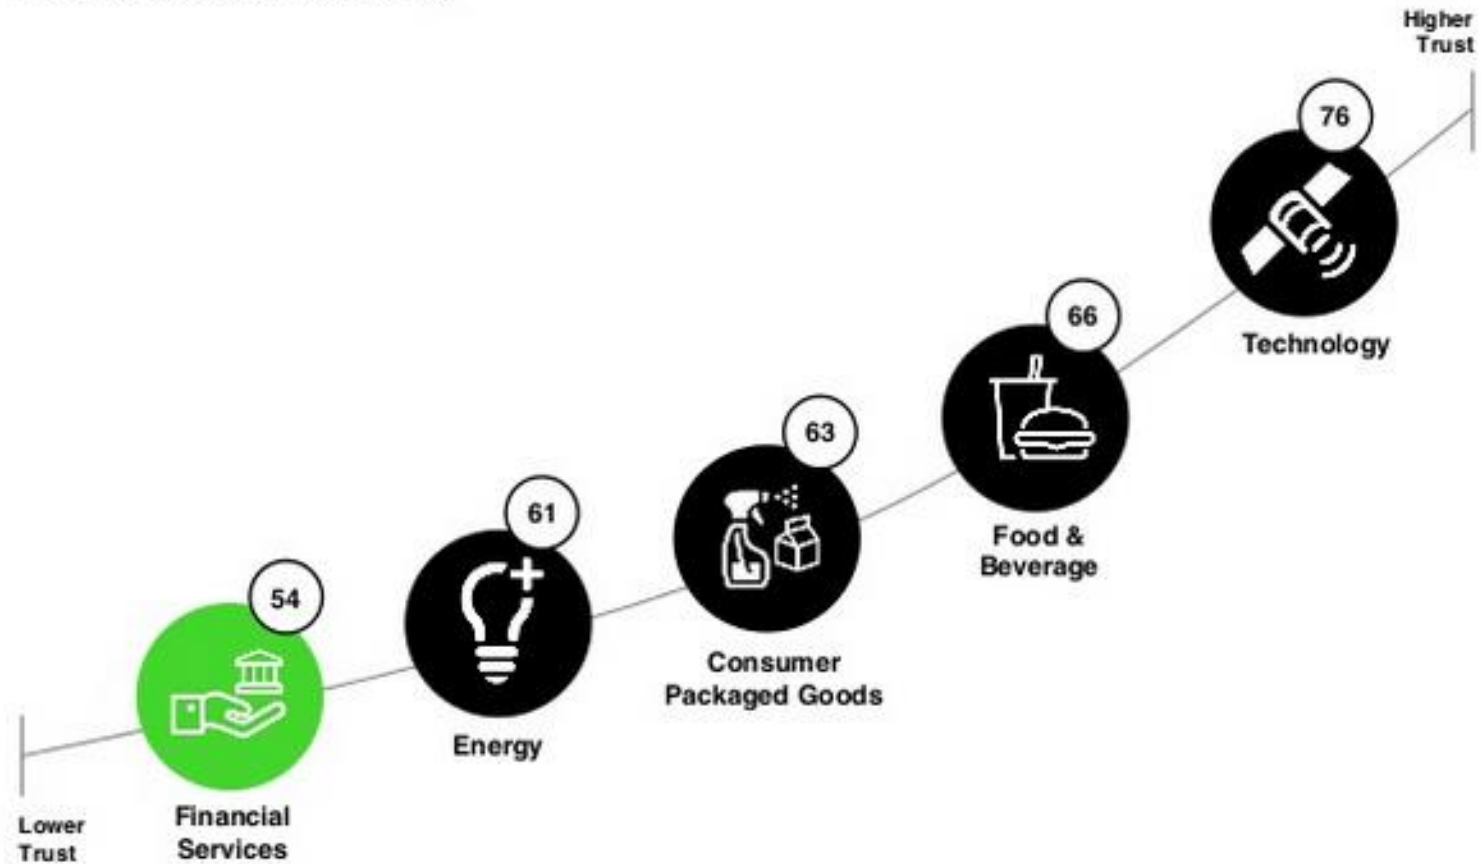 Higher
Trust
76
Technology
66
Food &
Beverage
63
Consumer
Packaged Goods
61
Energy
54
Financial
Services
Lower
Trust